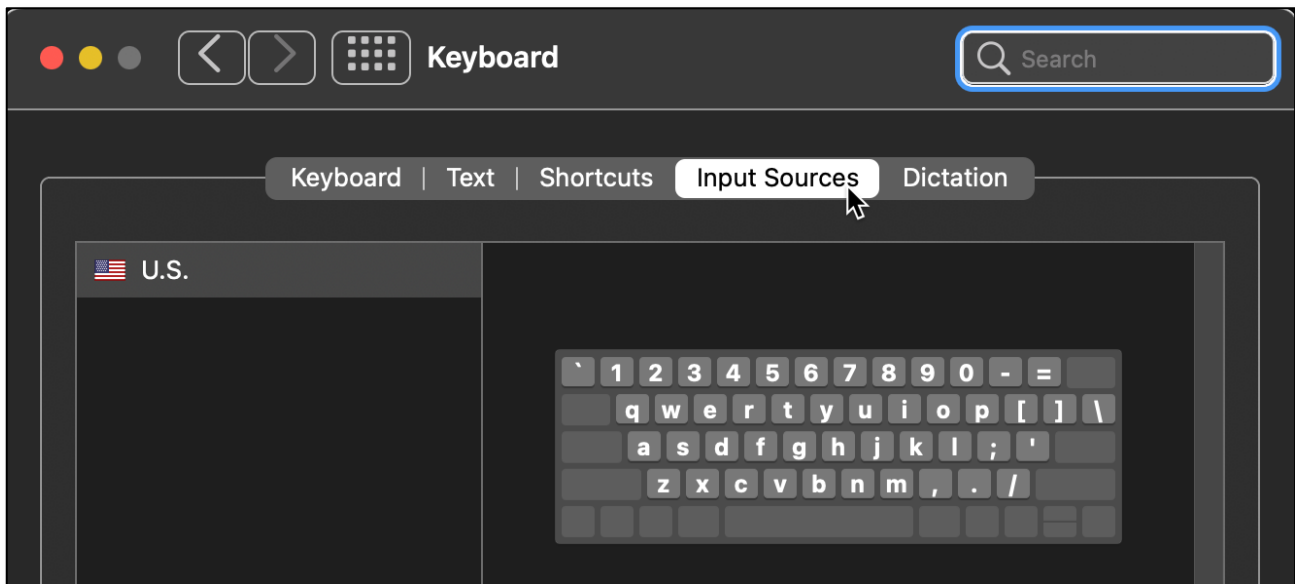 Keyboard
Search
Keyboard | Text | Shortcuts Input Sources Dictation
U.S.
` 1 2 3 4 5 6 7 8 9 0 - =
q w e r t y u i o p [ ] \
a s d f g h j k l ; '
z x c v b n m , . /